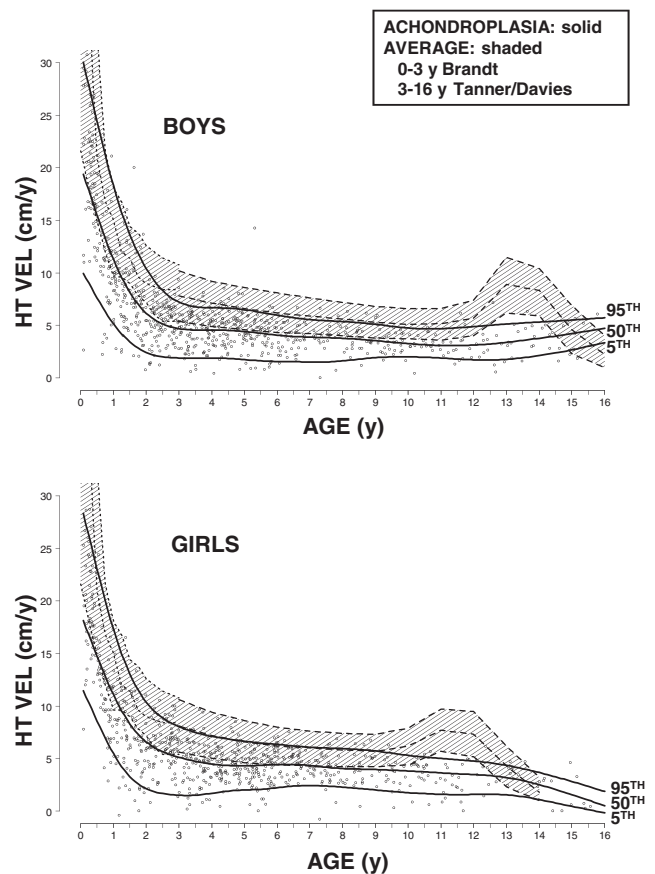 ACHONDROPLASIA: solid
AVERAGE: shaded
0-3 y Brandt
3-16 y Tanner/Davies
BOYS
HT VEL (cm/y)
30
25
20
15
10
5
0
95TH
50TH
5TH
0 1 2 3 4 5 6 7 8 9 10 11 12 13 14 15 16
AGE (y)
GIRLS
HT VEL (cm/y)
30
25
20
15
10
5
0
95TH
50TH
5TH
0 1 2 3 4 5 6 7 8 9 10 11 12 13 14 15 16
AGE (y)